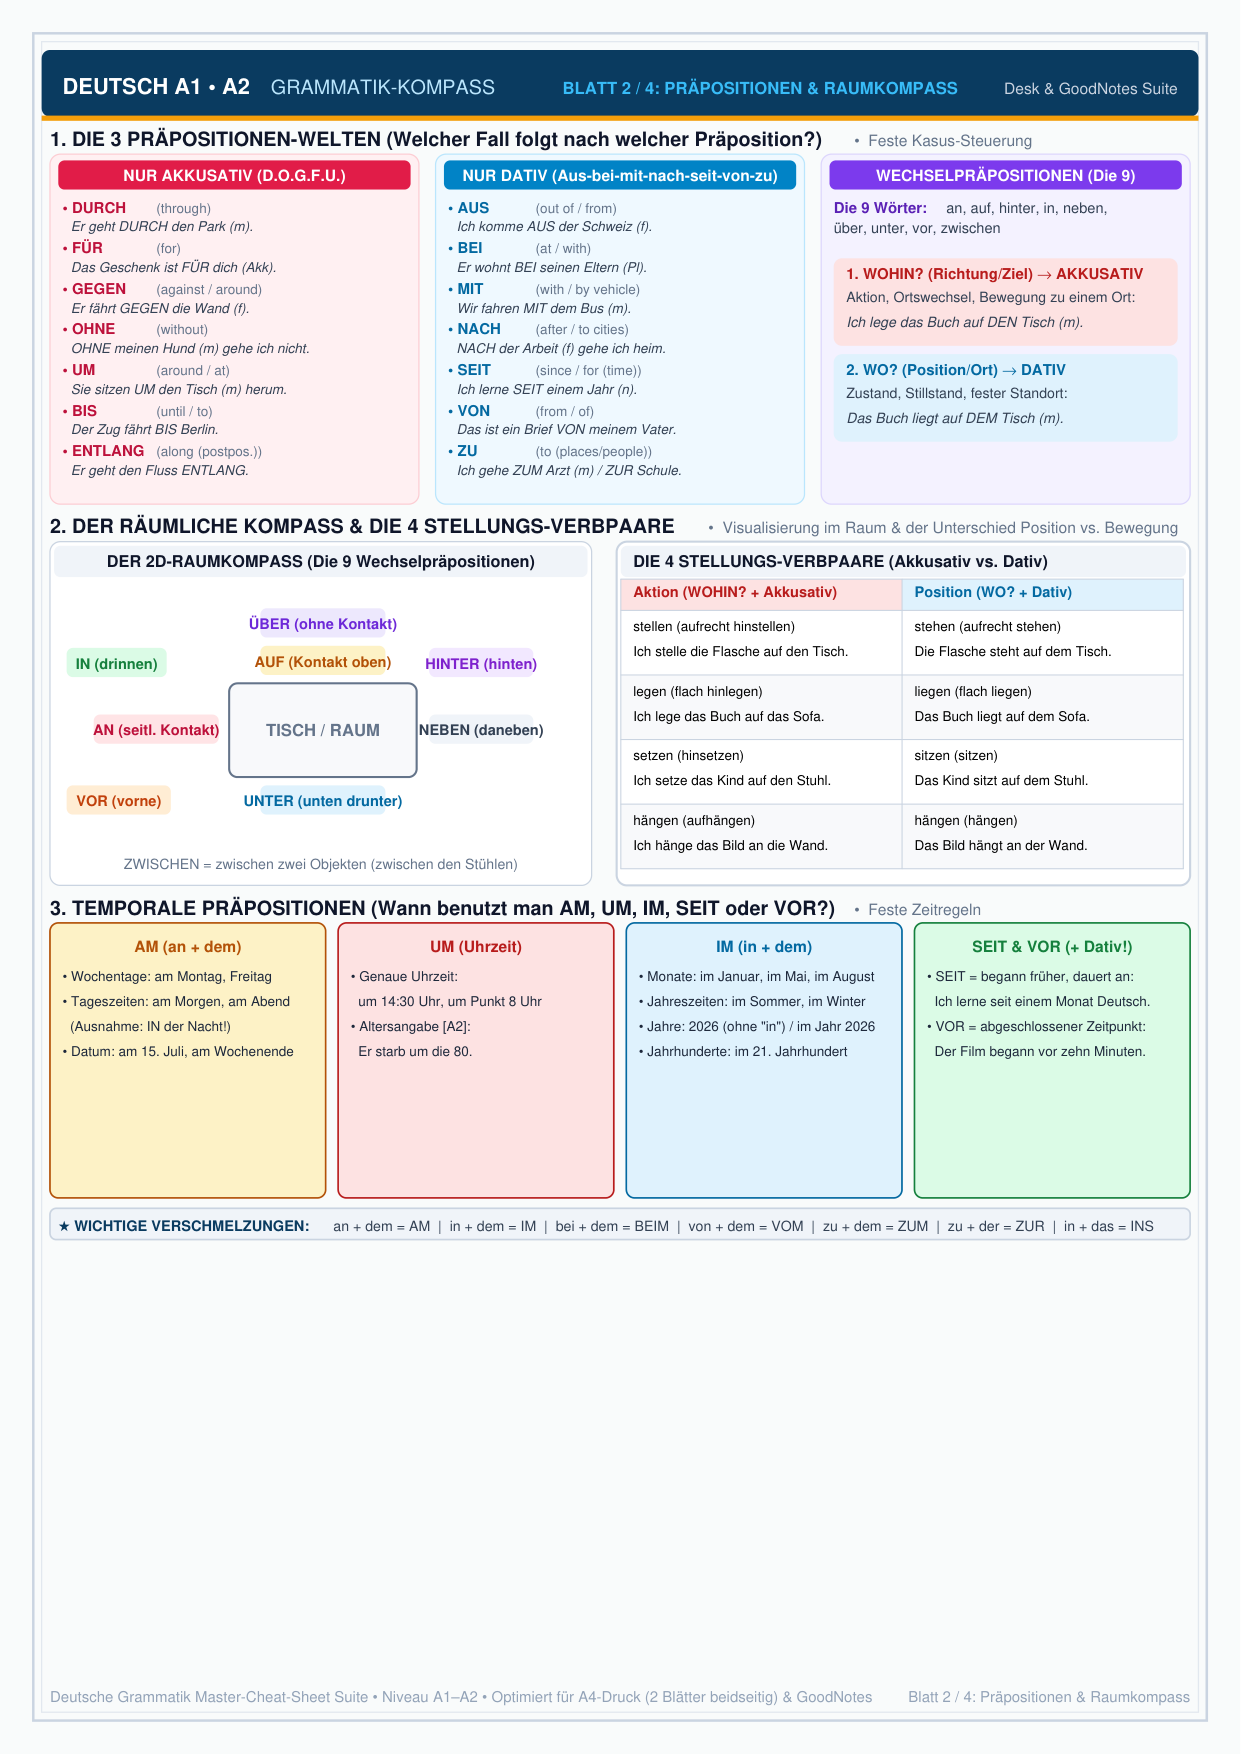 DEUTSCH A1 • A2 GRAMMATIK-KOMPASS BLATT 2 / 4: PRÄPOSITIONEN & RAUMKOMPASS Desk & GoodNotes Suite
1. DIE 3 PRÄPOSITIONEN-WELTEN (Welcher Fall folgt nach welcher Präposition?) • Feste Kasus-Steuerung
NUR AKKUSATIV (D.O.G.F.U.)
• DURCH (through)
Er geht DURCH den Park (m).
• FÜR (for)
Das Geschenk ist FÜR dich (Akk).
• GEGEN (against / around)
Er fährt GEGEN die Wand (f).
• OHNE (without)
OHNE meinen Hund (m) gehe ich nicht.
• UM (around / at)
Sie sitzen UM den Tisch (m) herum.
• BIS (until / to)
Der Zug fährt BIS Berlin.
• ENTLANG (along (postpos.))
Er geht den Fluss ENTLANG.
NUR DATIV (Aus-bei-mit-nach-seit-von-zu)
• AUS (out of / from)
Ich komme AUS der Schweiz (f).
• BEI (at / with)
Er wohnt BEI seinen Eltern (Pl).
• MIT (with / by vehicle)
Wir fahren MIT dem Bus (m).
• NACH (after / to cities)
NACH der Arbeit (f) gehe ich heim.
• SEIT (since / for (time))
Ich lerne SEIT einem Jahr (n).
• VON (from / of)
Das ist ein Brief VON meinem Vater.
• ZU (to (places/people))
Ich gehe ZUM Arzt (m) / ZUR Schule.
WECHSELPRÄPOSITIONEN (Die 9)
Die 9 Wörter: an, auf, hinter, in, neben,
über, unter, vor, zwischen
1. WOHIN? (Richtung/Ziel) → AKKUSATIV
Aktion, Ortswechsel, Bewegung zu einem Ort:
Ich lege das Buch auf DEN Tisch (m).
2. WO? (Position/Ort) → DATIV
Zustand, Stillstand, fester Standort:
Das Buch liegt auf DEM Tisch (m).
2. DER RÄUMLICHE KOMPASS & DIE 4 STELLUNGS-VERBPAARE • Visualisierung im Raum & der Unterschied Position vs. Bewegung
DER 2D-RAUMKOMPASS (Die 9 Wechselpräpositionen)
ÜBER (ohne Kontakt)
IN (drinnen) AUF (Kontakt oben) HINTER (hinten)
AN (seitl. Kontakt) TISCH / RAUM NEBEN (daneben)
VOR (vorne) UNTER (unten drunter)
ZWISCHEN = zwischen zwei Objekten (zwischen den Stühlen)
DIE 4 STELLUNGS-VERBPAARE (Akkusativ vs. Dativ)
Aktion (WOHIN? + Akkusativ) Position (WO? + Dativ)
stellen (aufrecht hinstellen) stehen (aufrecht stehen)
Ich stelle die Flasche auf den Tisch. Die Flasche steht auf dem Tisch.
legen (flach hinlegen) liegen (flach liegen)
Ich lege das Buch auf das Sofa. Das Buch liegt auf dem Sofa.
setzen (hinsetzen) sitzen (sitzen)
Ich setze das Kind auf den Stuhl. Das Kind sitzt auf dem Stuhl.
hängen (aufhängen) hängen (hängen)
Ich hänge das Bild an die Wand. Das Bild hängt an der Wand.
3. TEMPORALE PRÄPOSITIONEN (Wann benutzt man AM, UM, IM, SEIT oder VOR?) • Feste Zeitregeln
AM (an + dem)
• Wochentage: am Montag, Freitag
• Tageszeiten: am Morgen, am Abend
(Ausnahme: IN der Nacht!)
• Datum: am 15. Juli, am Wochenende
UM (Uhrzeit)
• Genaue Uhrzeit:
um 14:30 Uhr, um Punkt 8 Uhr
• Altersangabe [A2]:
Er starb um die 80.
IM (in + dem)
• Monate: im Januar, im Mai, im August
• Jahreszeiten: im Sommer, im Winter
• Jahre: 2026 (ohne "in") / im Jahr 2026
• Jahrhunderte: im 21. Jahrhundert
SEIT & VOR (+ Dativ!)
• SEIT = begann früher, dauert an:
Ich lerne seit einem Monat Deutsch.
• VOR = abgeschlossener Zeitpunkt:
Der Film begann vor zehn Minuten.
★ WICHTIGE VERSCHMELZUNGEN: an + dem = AM | in + dem = IM | bei + dem = BEIM | von + dem = VOM | zu + dem = ZUM | zu + der = ZUR | in + das = INS
Deutsche Grammatik Master-Cheat-Sheet Suite • Niveau A1–A2 • Optimiert für A4-Druck (2 Blätter beidseitig) & GoodNotes Blatt 2 / 4: Präpositionen & Raumkompass